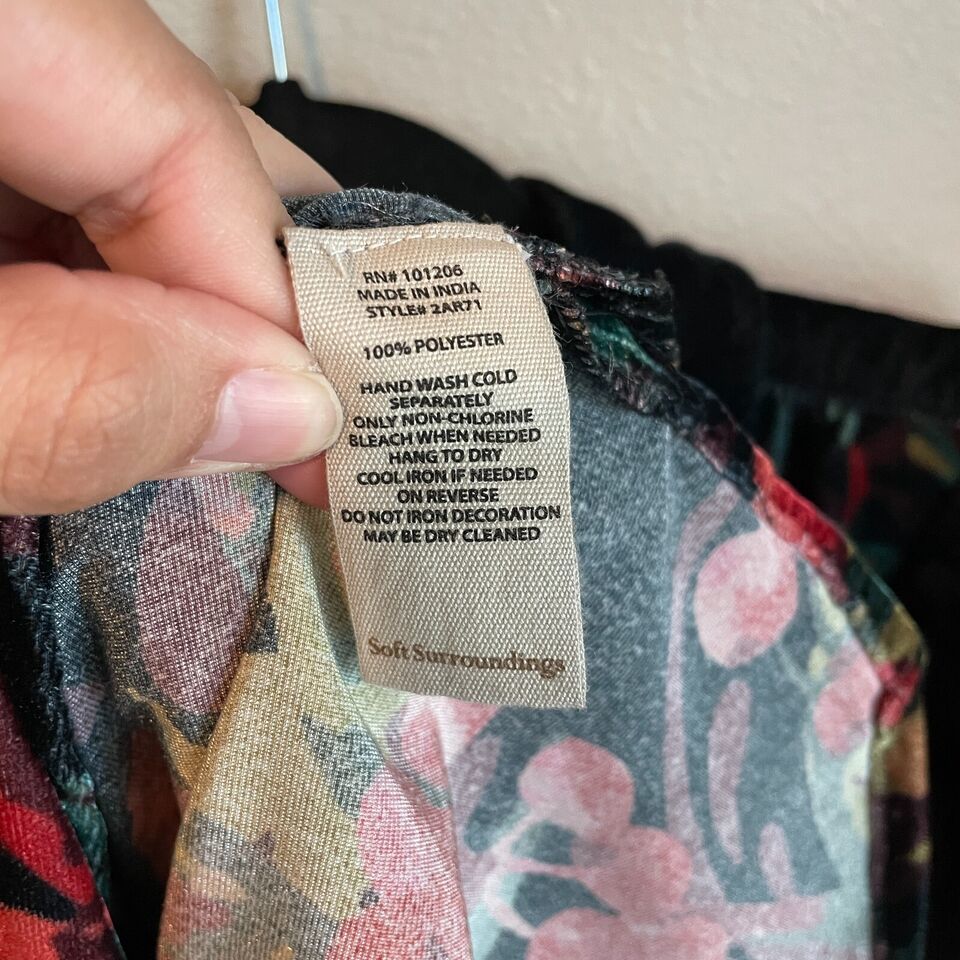 RN# 101206
MADE IN INDIA
STYLE# 2AR71
100% POLYESTER
HAND WASH COLD
SEPARATELY
ONLY NON-CHLORINE
BLEACH WHEN NEEDED
HANG TO DRY
COOL IRON IF NEEDED
ON REVERSE
DO NOT IRON DECORATION
MAY BE DRY CLEANED
Soft Surroundings